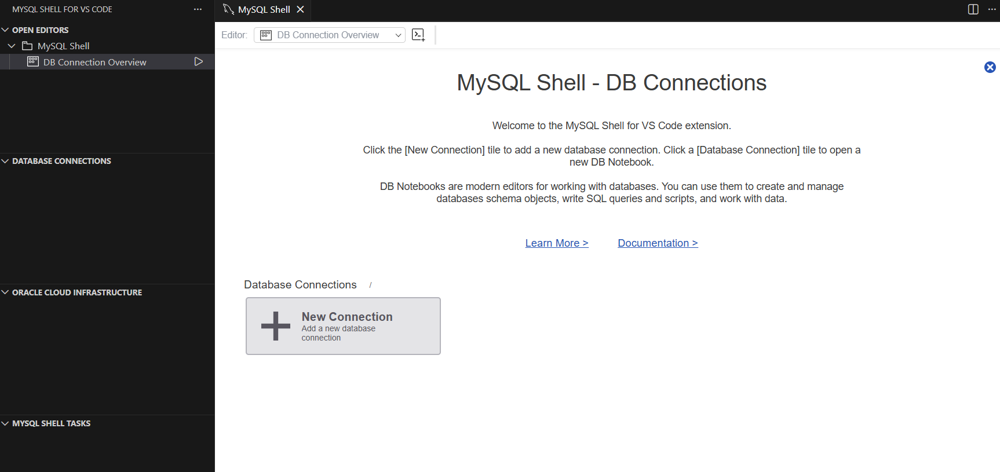 MYSQL SHELL FOR VS CODE
MySQL Shell
OPEN EDITORS
MySQL Shell
DB Connection Overview
DATABASE CONNECTIONS
ORACLE CLOUD INFRASTRUCTURE
MYSQL SHELL TASKS
Editor:
DB Connection Overview
MySQL Shell - DB Connections
Welcome to the MySQL Shell for VS Code extension.
Click the [New Connection] tile to add a new database connection. Click a [Database Connection] tile to open a
new DB Notebook.
DB Notebooks are modern editors for working with databases. You can use them to create and manage
databases schema objects, write SQL queries and scripts, and work with data.
Learn More >
Documentation >
Database Connections /
New Connection
Add a new database
connection